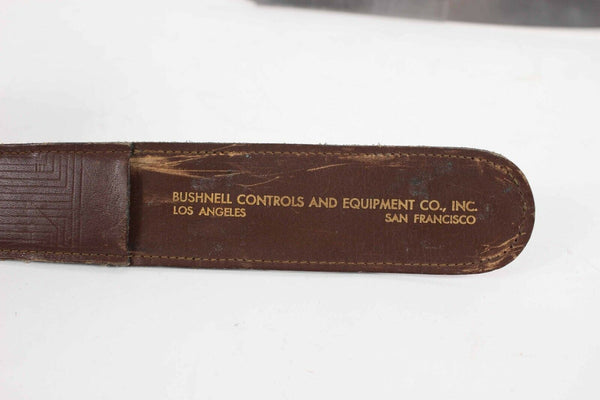 BUSHNELL CONTROLS AND EQUIPMENT CO., INC.
LOS ANGELES SAN FRANCISCO